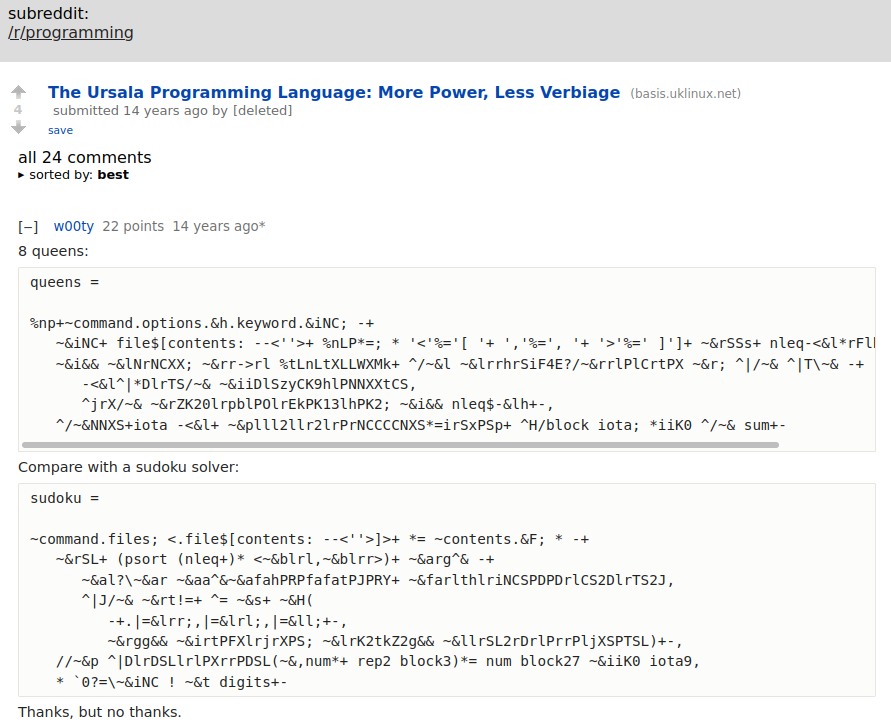 subreddit:
/r/programming
The Ursala Programming Language: More Power, Less Verbiage (basis.uklinux.net)
4
submitted 14 years ago by [deleted]
save
all 24 comments
▸ sorted by: best
[–] w00ty 22 points 14 years ago*
8 queens:
queens =
%np+~command.options.&h.keyword.&iNC; -+
~&iNC+ file$[contents: --<''>+ %nLP*=; * '<'%='[ '+ ','%=', '+ '>'%=' ]']+ ~&rSSs+ nleq-<&l*rFl
~&i&& ~&lNrNCXX; ~&rr->rl %tLnLtXLLWXMk+ ^/~&l ~&lrrhrSiF4E?/~&rrlPlCrtPX ~&r; ^|/~& ^|T\~& -+
-<&l^|*DlrTS/~& ~&iiDlSzyCK9hlPNNXXtCS,
^jrX/~& ~&rZK20lrpblPOlrEkPK13lhPK2; ~&i&& nleq$-&lh+-,
^/~&NNXS+iota -<&l+ ~&plll2llr2lrPrNCCCCNXS*=irSxPSp+ ^H/block iota; *iiK0 ^/~& sum+-
Compare with a sudoku solver:
sudoku =
~command.files; <.file$[contents: --<''>]>+ *= ~contents.&F; * -+
~&rSL+ (psort (nleq+)* <~&blrl,~&blrr>)+ ~&arg^& -+
~&al?\~&ar ~&aa^&~&afahPRPfafatPJPRY+ ~&farlthlriNCSPDPDrlCS2DlrTS2J,
^|J/~& ~&rt!=+ ^= ~&s+ ~&H(
-+.|=&lrr;,|=&lrl;,|=&ll;+-,
~&rgg&& ~&irtPFXlrjrXPS; ~&lrK2tkZ2g&& ~&llrSL2rDrlPrrPljXSPTSL)+-,
//~&p ^|DlrDSLlrlPXrrPDSL(~&,num*+ rep2 block3)*= num block27 ~&iiK0 iota9,
* `0?=\~&iNC ! ~&t digits+-
Thanks, but no thanks.